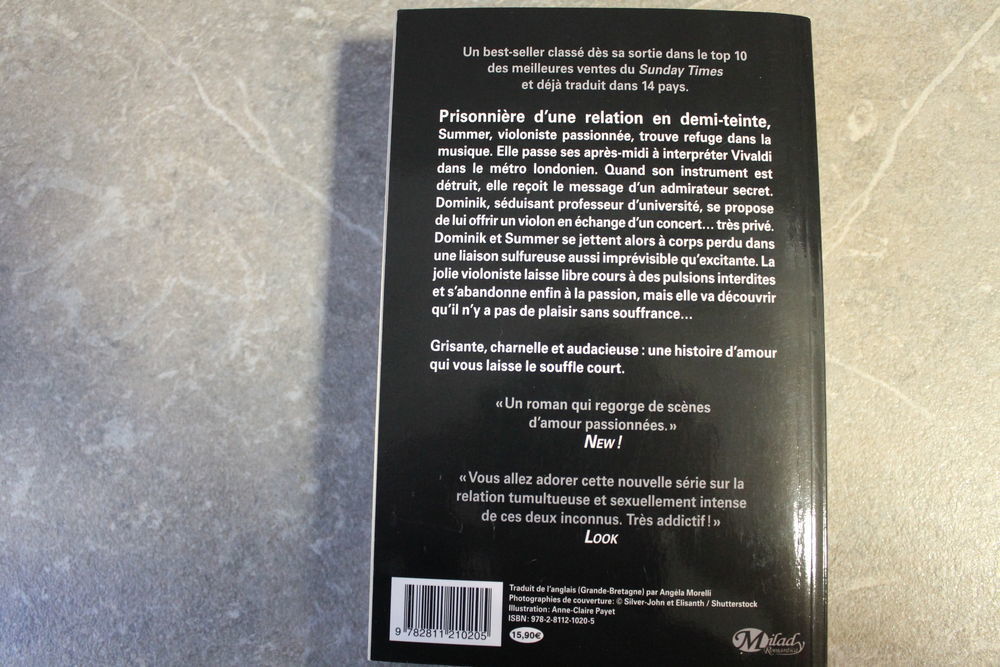 Un best-seller classé dès sa sortie dans le top 10
des meilleures ventes du Sunday Times
et déjà traduit dans 14 pays.
Prisonnière d'une relation en demi-teinte,
Summer, violoniste passionnée, trouve refuge dans la
musique. Elle passe ses après-midi à interpréter Vivaldi
dans le métro londonien. Quand son instrument est
détruit, elle reçoit le message d'un admirateur secret.
Dominik, séduisant professeur d'université, se propose
de lui offrir un violon en échange d'un concert… très privé.
Dominik et Summer se jettent alors à corps perdu dans
une liaison sulfureuse aussi imprévisible qu'excitante. La
jolie violoniste laisse libre cours à des pulsions interdites
et s'abandonne enfin à la passion, mais elle va découvrir
qu'il n'y a pas de plaisir sans souffrance…
Grisante, charnelle et audacieuse : une histoire d'amour
qui vous laisse le souffle court.
« Un roman qui regorge de scènes
d'amour passionnées. »
New !
« Vous allez adorer cette nouvelle série sur la
relation tumultueuse et sexuellement intense
de ces deux inconnus. Très addictif ! »
Look
Traduit de l'anglais (Grande-Bretagne) par Angéla Morelli
Photographies de couverture : © Silver-John et Elisanth / Shutterstock
Illustration : Anne-Claire Payet
ISBN : 978-2-8112-1020-5
9 782811 210205
15,90€
Milady
Romantica